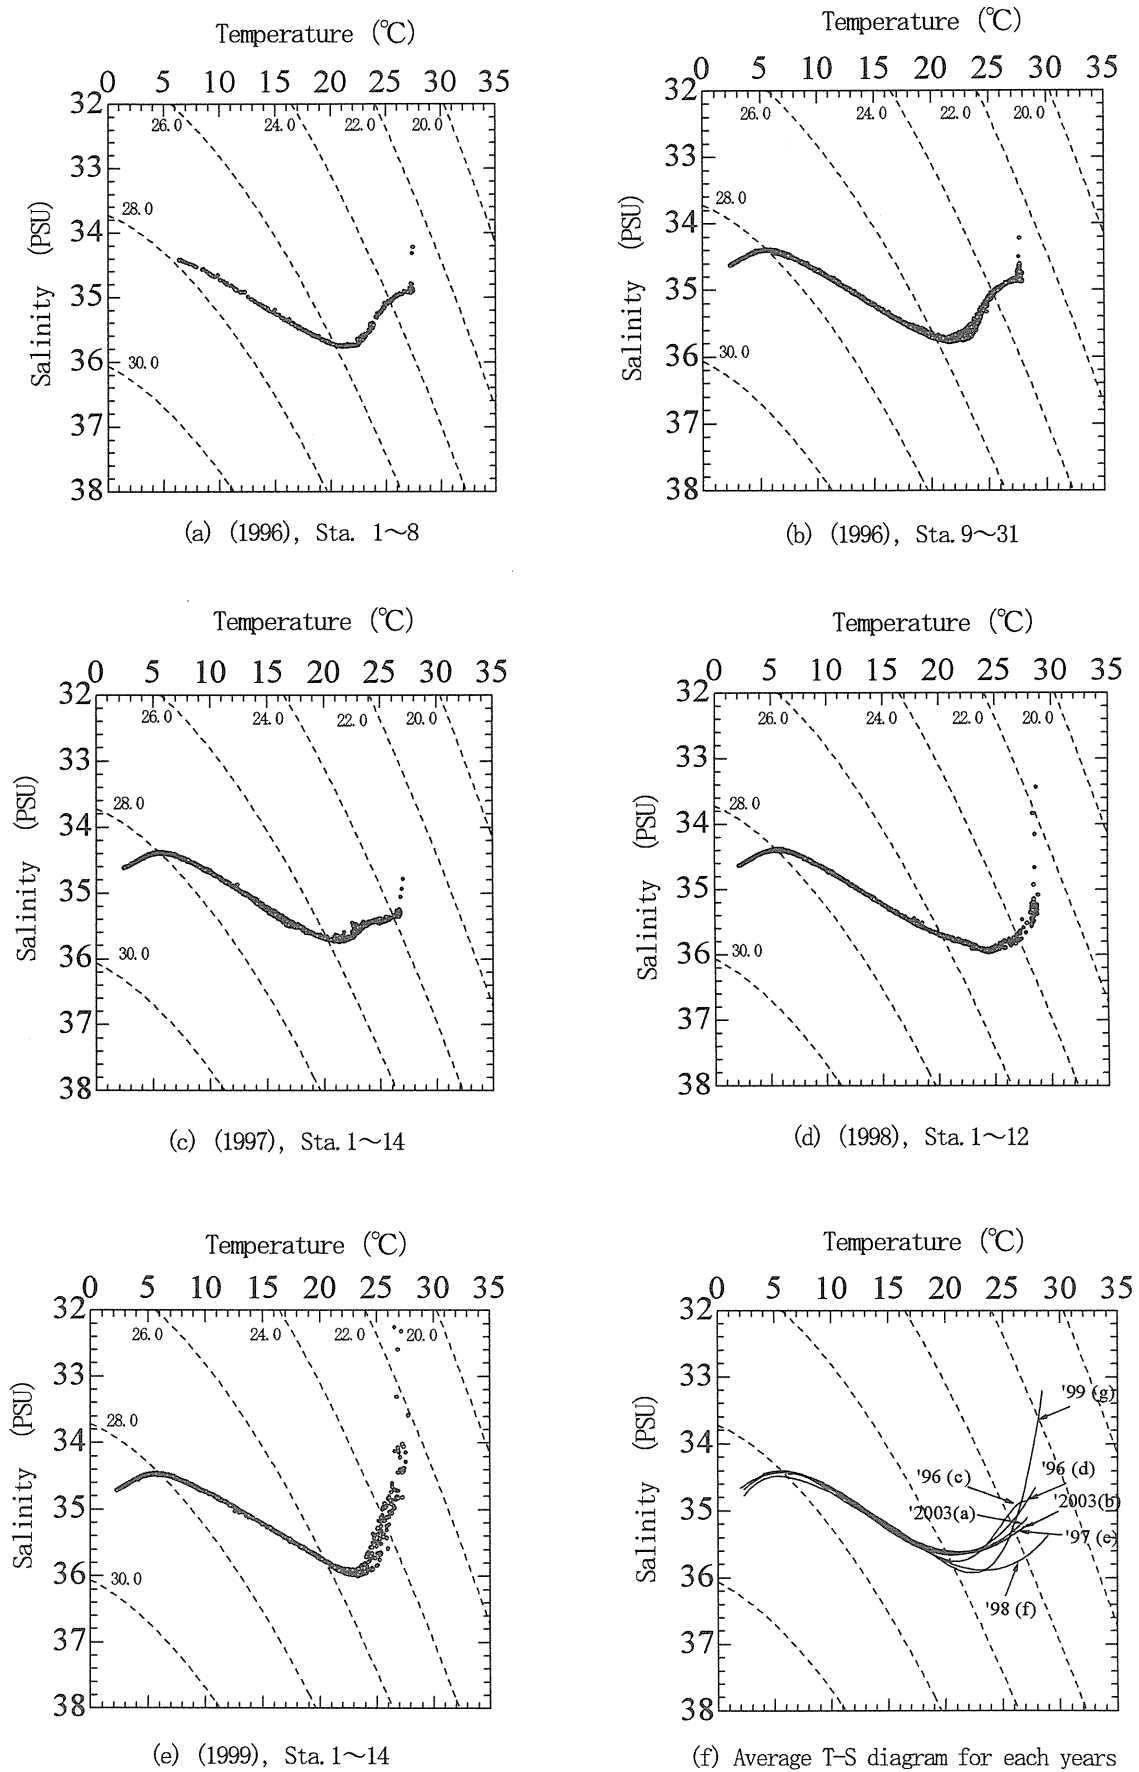 Temperature (℃)
0 5 10 15 20 25 30 35
32
33
34
35
36
37
38
Salinity (PSU)
26.0 24.0 22.0 20.0
28.0
30.0
(a) (1996), Sta. 1～8
Temperature (℃)
0 5 10 15 20 25 30 35
32
33
34
35
36
37
38
Salinity (PSU)
26.0 24.0 22.0 20.0
28.0
30.0
(b) (1996), Sta. 9～31
Temperature (℃)
0 5 10 15 20 25 30 35
32
33
34
35
36
37
38
Salinity (PSU)
26.0 24.0 22.0 20.0
28.0
30.0
(c) (1997), Sta. 1～14
Temperature (℃)
0 5 10 15 20 25 30 35
32
33
34
35
36
37
38
Salinity (PSU)
26.0 24.0 22.0 20.0
28.0
30.0
(d) (1998), Sta. 1～12
Temperature (℃)
0 5 10 15 20 25 30 35
32
33
34
35
36
37
38
Salinity (PSU)
26.0 24.0 22.0 20.0
28.0
30.0
(e) (1999), Sta. 1～14
Temperature (℃)
0 5 10 15 20 25 30 35
32
33
34
35
36
37
38
Salinity (PSU)
'99 (g)
'96 (c) '96 (d)
'2003(a) '2003(b)
'97 (e)
'98 (f)
(f) Average T-S diagram for each years